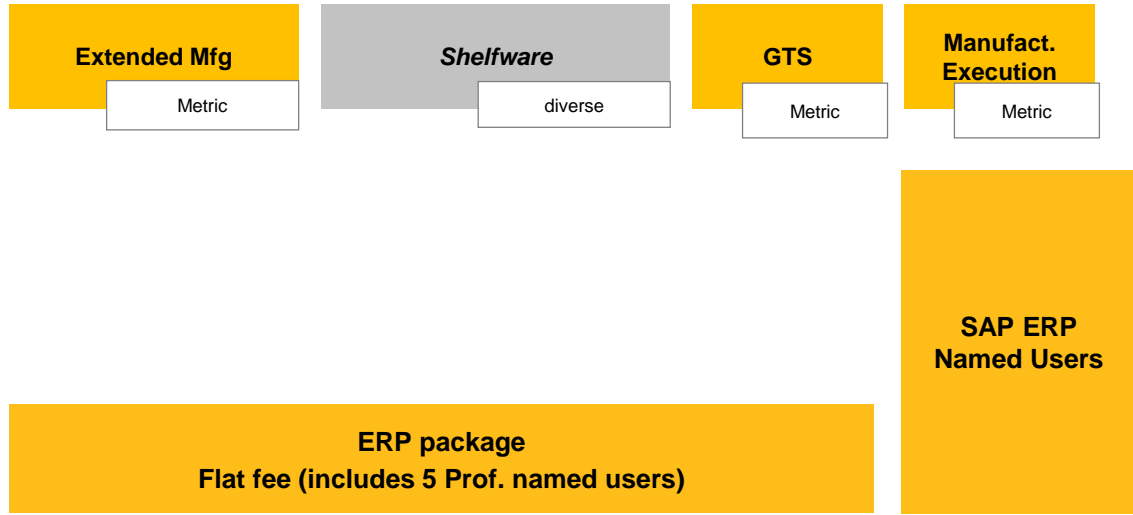 Extended Mfg
Metric
Shelfware
diverse
GTS
Metric
Manufact.
Execution
Metric
SAP ERP
Named Users
ERP package
Flat fee (includes 5 Prof. named users)